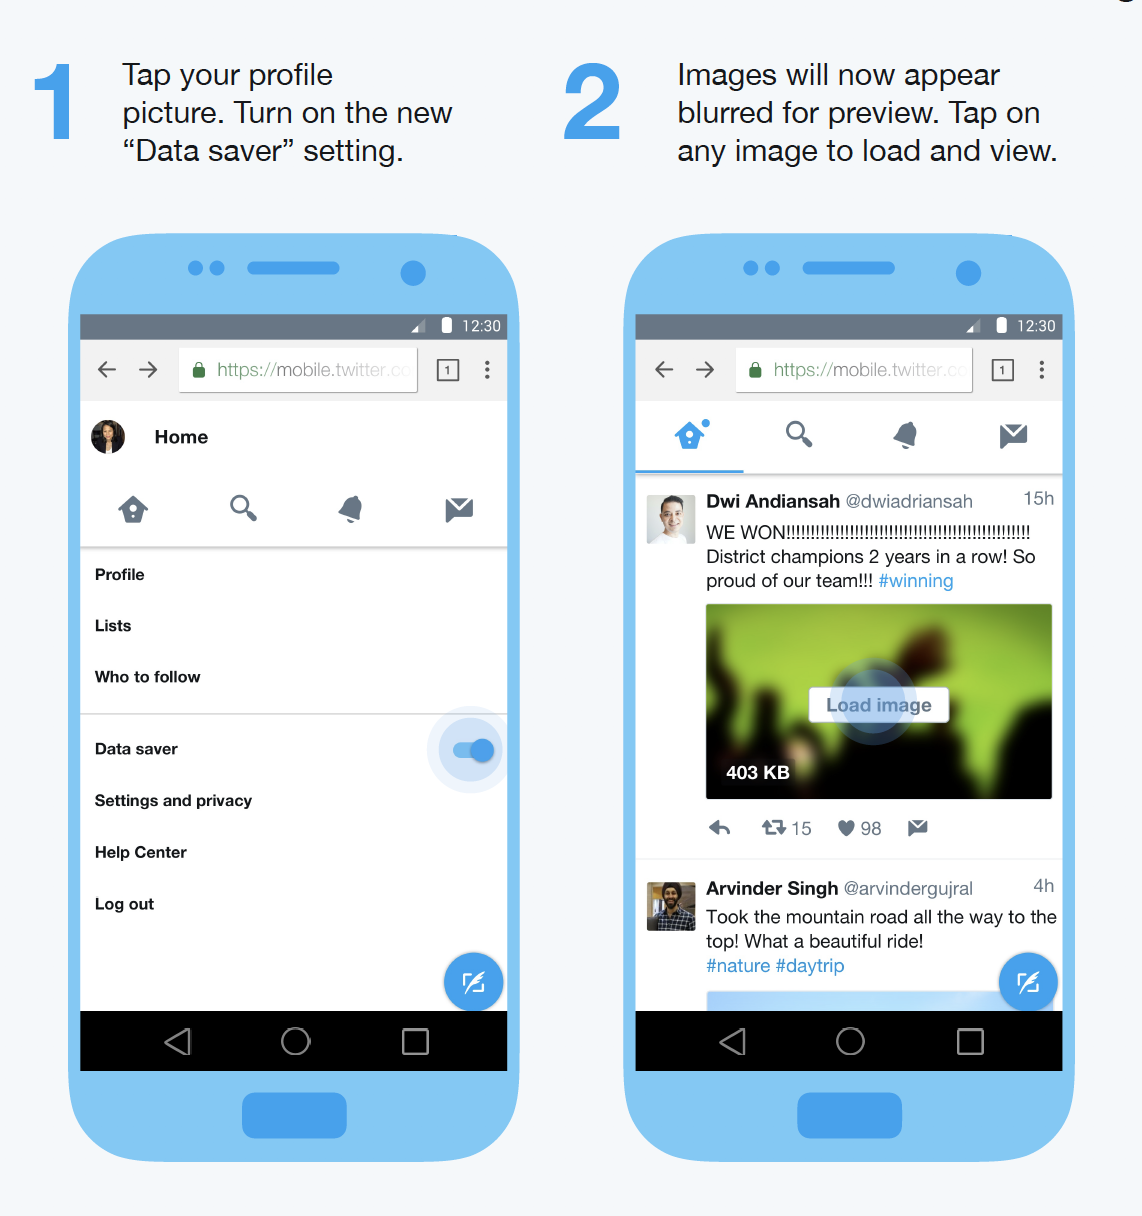 1
Tap your profile
picture. Turn on the new
“Data saver” setting.
2
Images will now appear
blurred for preview. Tap on
any image to load and view.
12:30
https://mobile.twitter.co
1
Home
Profile
Lists
Who to follow
Data saver
Settings and privacy
Help Center
Log out
12:30
https://mobile.twitter.co
1
Dwi Andiansah @dwiadriansah 15h
WE WON!!!!!!!!!!!!!!!!!!!!!!!!!!!!!!!!!!!!!!!!!!!!!!!!!!
District champions 2 years in a row! So
proud of our team!!! #winning
Load image
403 KB
15 98
Arvinder Singh @arvindergujral 4h
Took the mountain road all the way to the
top! What a beautiful ride!
#nature #daytrip